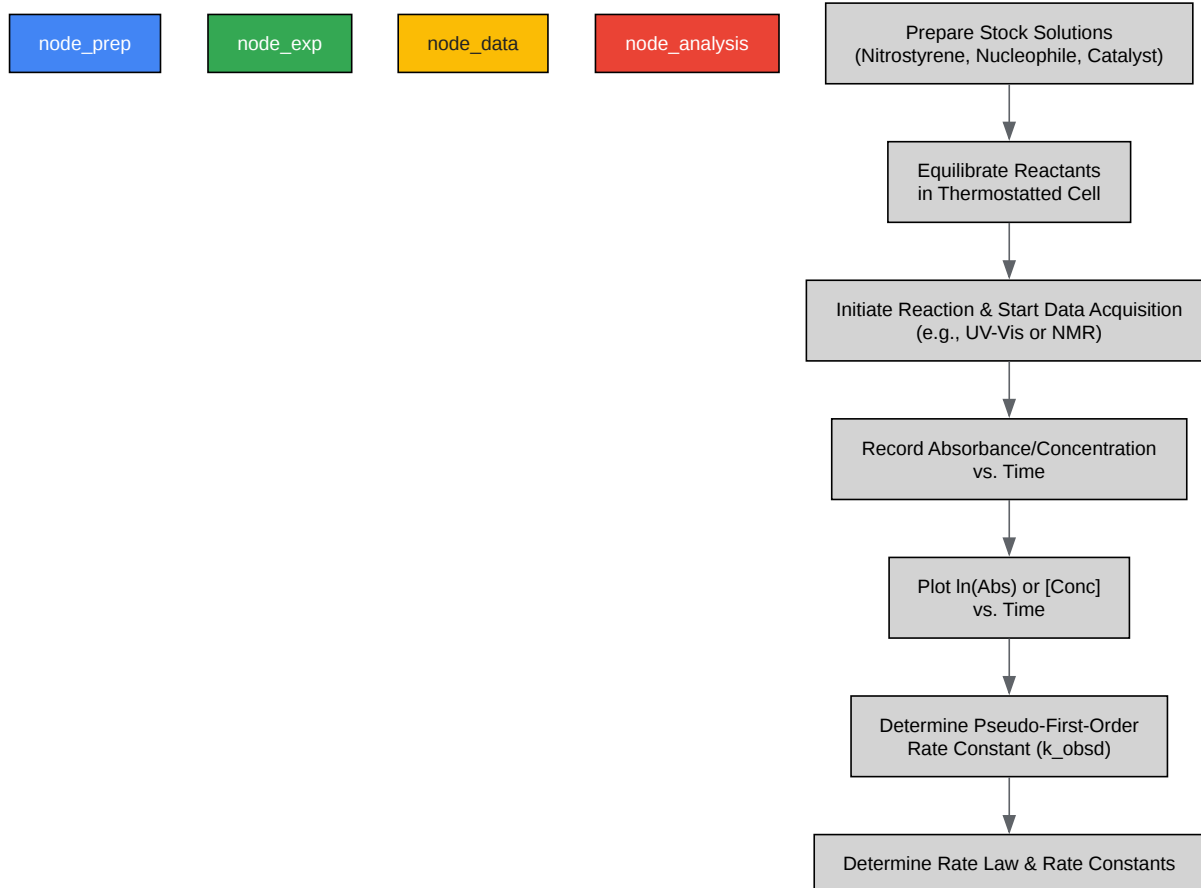 node_prep
node_exp
node_data
node_analysis
Prepare Stock Solutions
(Nitrostyrene, Nucleophile, Catalyst)
Equilibrate Reactants
in Thermostatted Cell
Initiate Reaction & Start Data Acquisition
(e.g., UV-Vis or NMR)
Record Absorbance/Concentration
vs. Time
Plot ln(Abs) or [Conc]
vs. Time
Determine Pseudo-First-Order
Rate Constant (k_obsd)
Determine Rate Law & Rate Constants